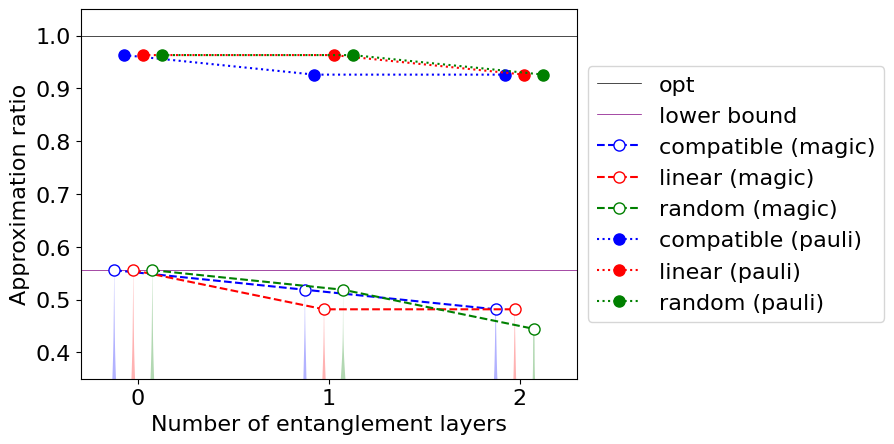 1.0
0.9
0.8
0.7
0.6
0.5
0.4
Approximation ratio
0 1 2
Number of entanglement layers
opt
lower bound
compatible (magic)
linear (magic)
random (magic)
compatible (pauli)
linear (pauli)
random (pauli)